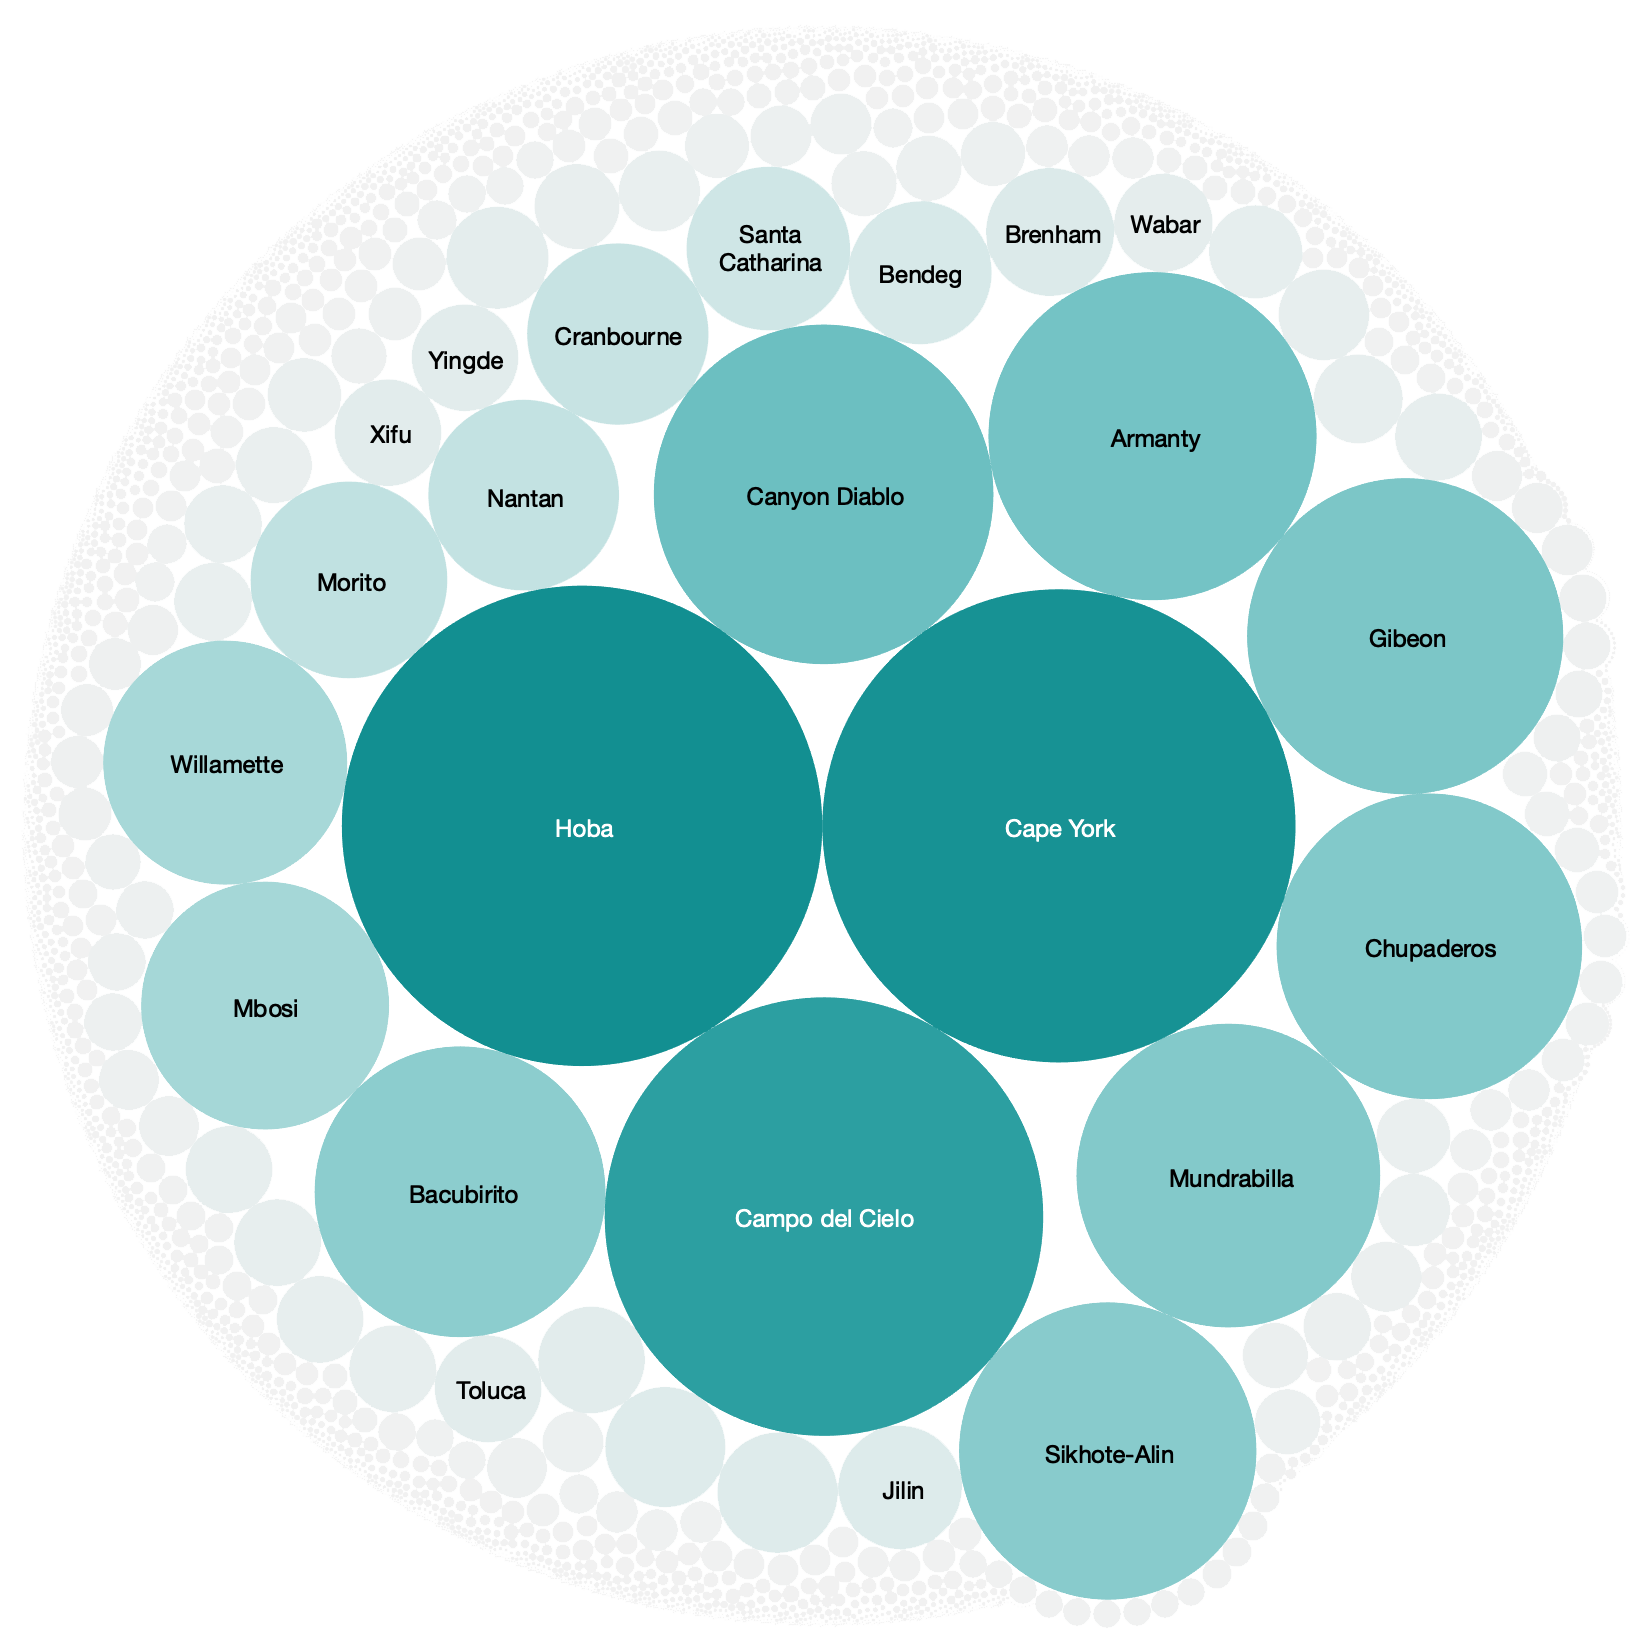 Wabar
Santa
Catharina
Brenham
Bendeg
Cranbourne
Yingde
Xifu
Armanty
Nantan
Canyon Diablo
Morito
Gibeon
Willamette
Hoba
Cape York
Chupaderos
Mbosi
Mundrabilla
Bacubirito
Campo del Cielo
Toluca
Sikhote-Alin
Jilin